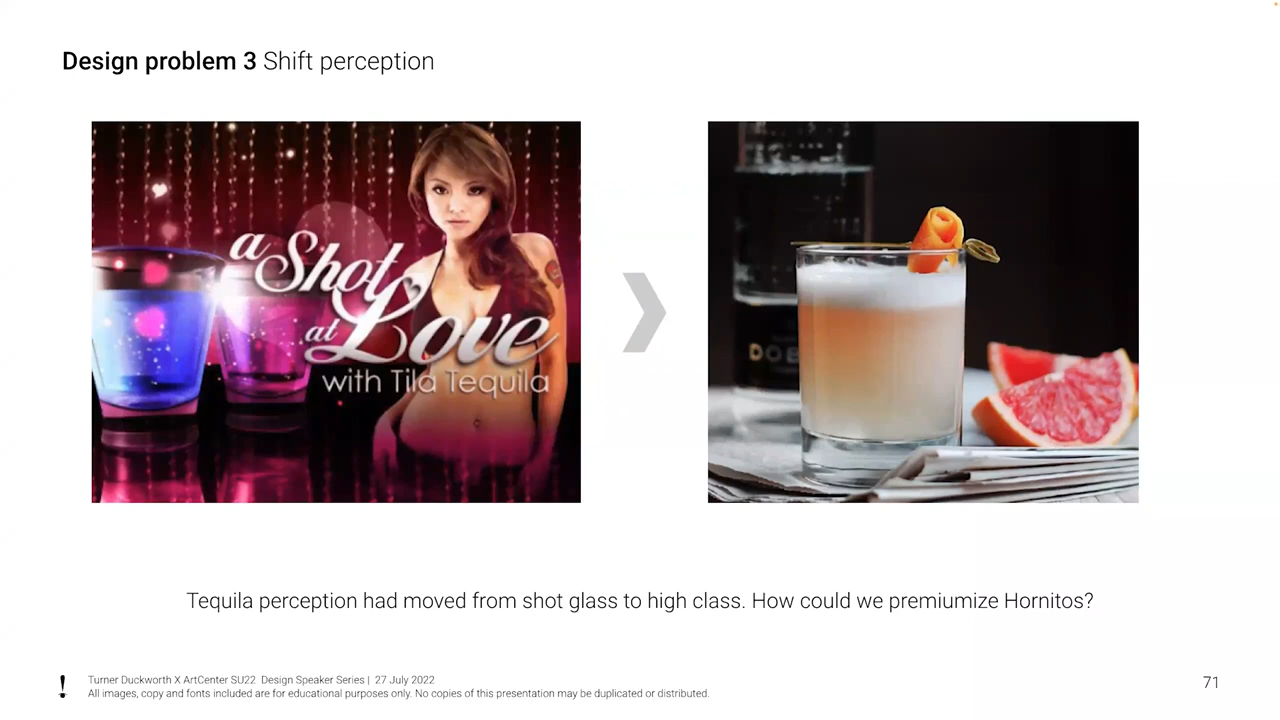 Design problem 3 Shift perception
a Shot
at Love
with Tila Tequila
DOB
Tequila perception had moved from shot glass to high class. How could we premiumize Hornitos?
! Turner Duckworth X ArtCenter SU22 Design Speaker Series | 27 July 2022
All images, copy and fonts included are for educational purposes only. No copies of this presentation may be duplicated or distributed.
71